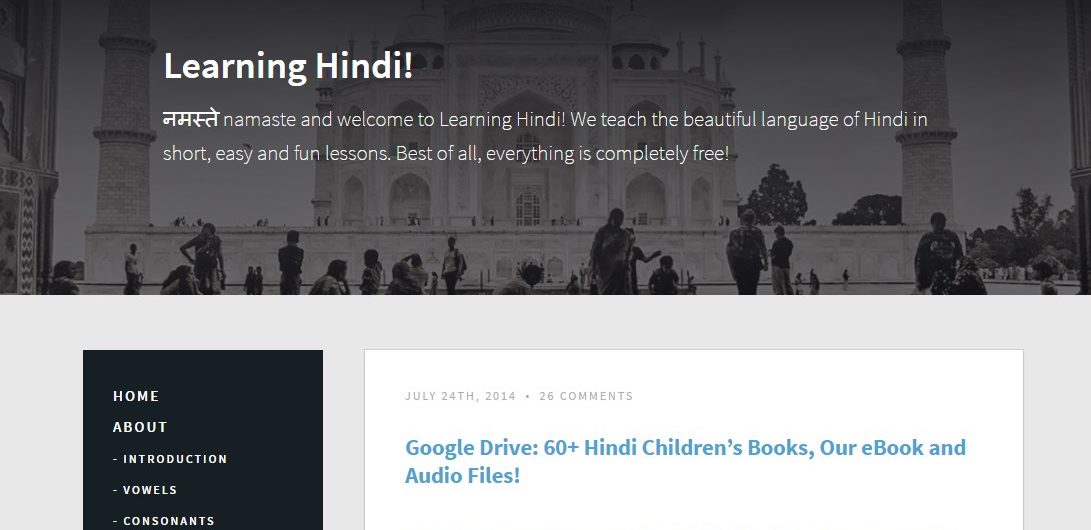 Learning Hindi!
नमस्ते namaste and welcome to Learning Hindi! We teach the beautiful language of Hindi in
short, easy and fun lessons. Best of all, everything is completely free!
HOME
ABOUT
- INTRODUCTION
- VOWELS
- CONSONANTS
JULY 24TH, 2014 • 26 COMMENTS
Google Drive: 60+ Hindi Children’s Books, Our eBook and
Audio Files!